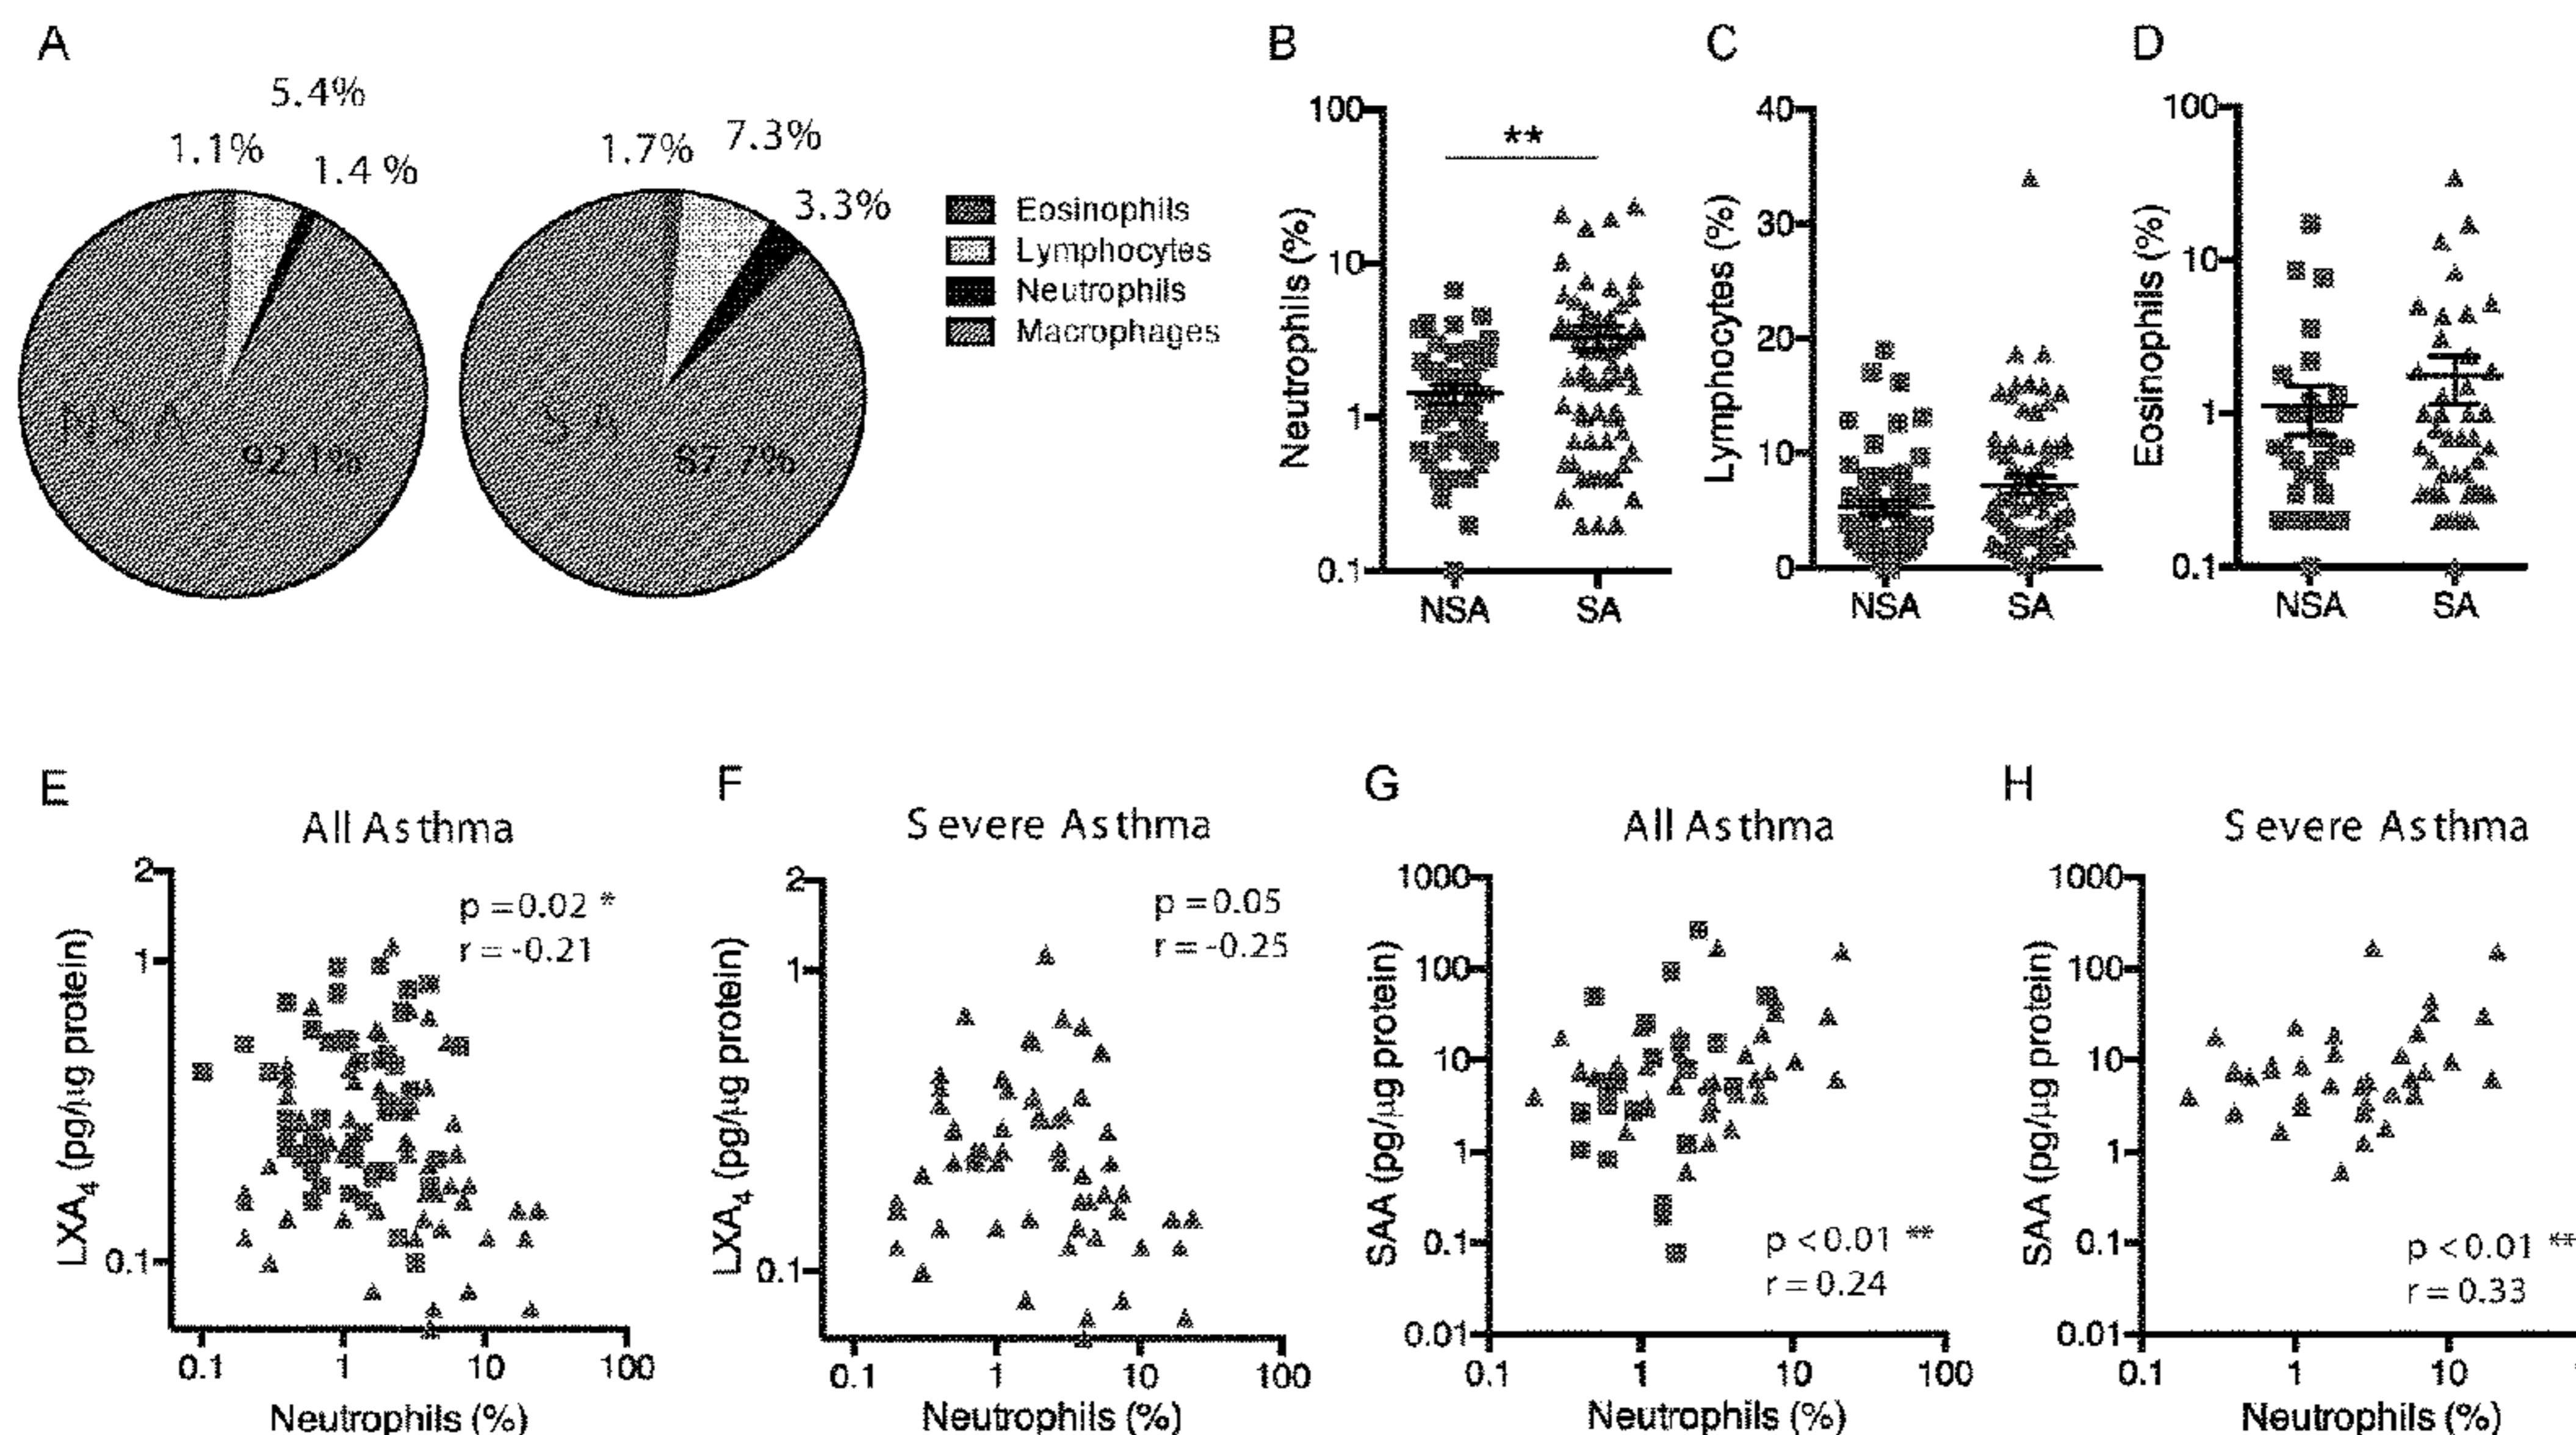 A
5.4%
1.1%
1.4 %
1.7%
7.3%
3.3%
NSA
92.1%
SA
87.7%
Eosinophils
Lymphocytes
Neutrophils
Macrophages
B
100
10
1
0.1
Neutrophils (%)
**
NSA SA
C
40
30
20
10
0
Lymphocytes (%)
NSA SA
D
100
10
1
0.1
Eosinophils (%)
NSA SA
E
All Asthma
p =0.02 *
r = -0.21
2
1
0.1
LXA4 (pg/μg protein)
0.1 1 10 100
Neutrophils (%)
F
Severe Asthma
p =0.05
r = -0.25
2
1
0.1
LXA4 (pg/μg protein)
0.1 1 10 100
Neutrophils (%)
G
All Asthma
1000
100
10
1
0.1
0.01
SAA (pg/μg protein)
p <0.01 **
r = 0.24
0.1 1 10 100
Neutrophils (%)
H
Severe Asthma
1000
100
10
1
0.1
0.01
SAA (pg/μg protein)
p <0.01 **
r = 0.33
0.1 1 10
Neutrophils (%)